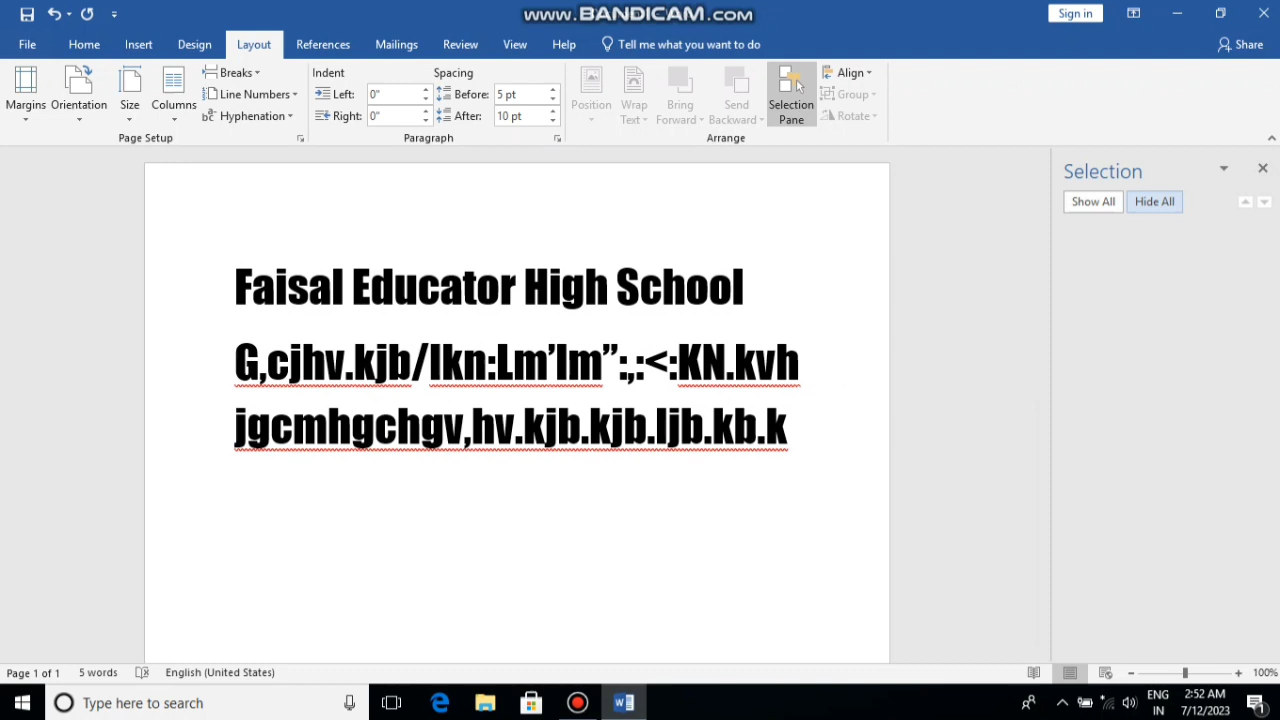 www.BANDICAM.com
Sign in
File Home Insert Design Layout References Mailings Review View Help Tell me what you want to do Share
Margins Orientation Size Columns Breaks Line Numbers Hyphenation
Page Setup
Indent Spacing
Left: 0" Before: 5 pt
Right: 0" After: 10 pt
Paragraph
Position Wrap Text Bring Forward Send Backward Selection Pane Align Group Rotate
Arrange
Selection
Show All Hide All
Faisal Educator High School
G,cjhv.kjb/lkn:Lm’lm”:,:<:KN.kvh
jgcmhgchgv,hv.kjb.kjb.ljb.kb.k
Page 1 of 1 5 words English (United States) 100%
Type here to search
ENG 2:52 AM
IN 7/12/2023 1